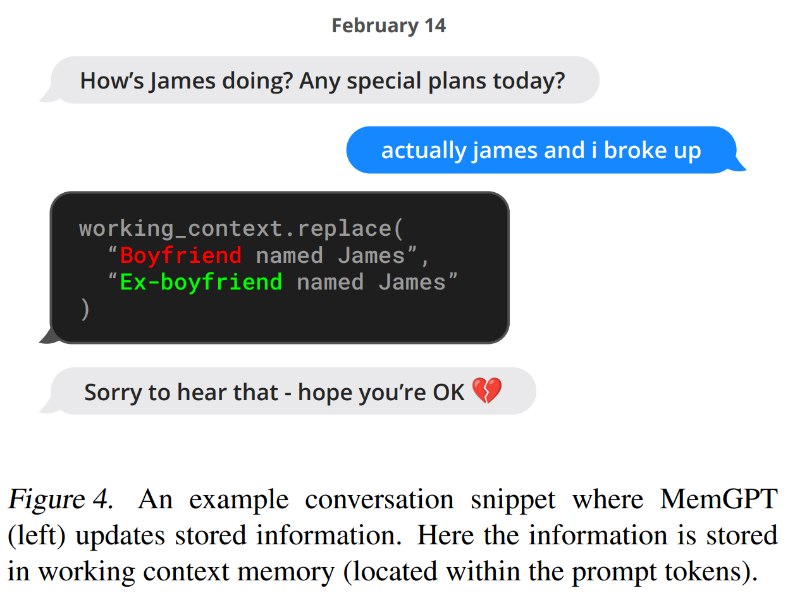 February 14
How’s James doing? Any special plans today?
actually james and i broke up
working_context.replace(
“Boyfriend named James”,
“Ex-boyfriend named James”
)
Sorry to hear that - hope you’re OK 💔
Figure 4. An example conversation snippet where MemGPT
(left) updates stored information. Here the information is stored
in working context memory (located within the prompt tokens).